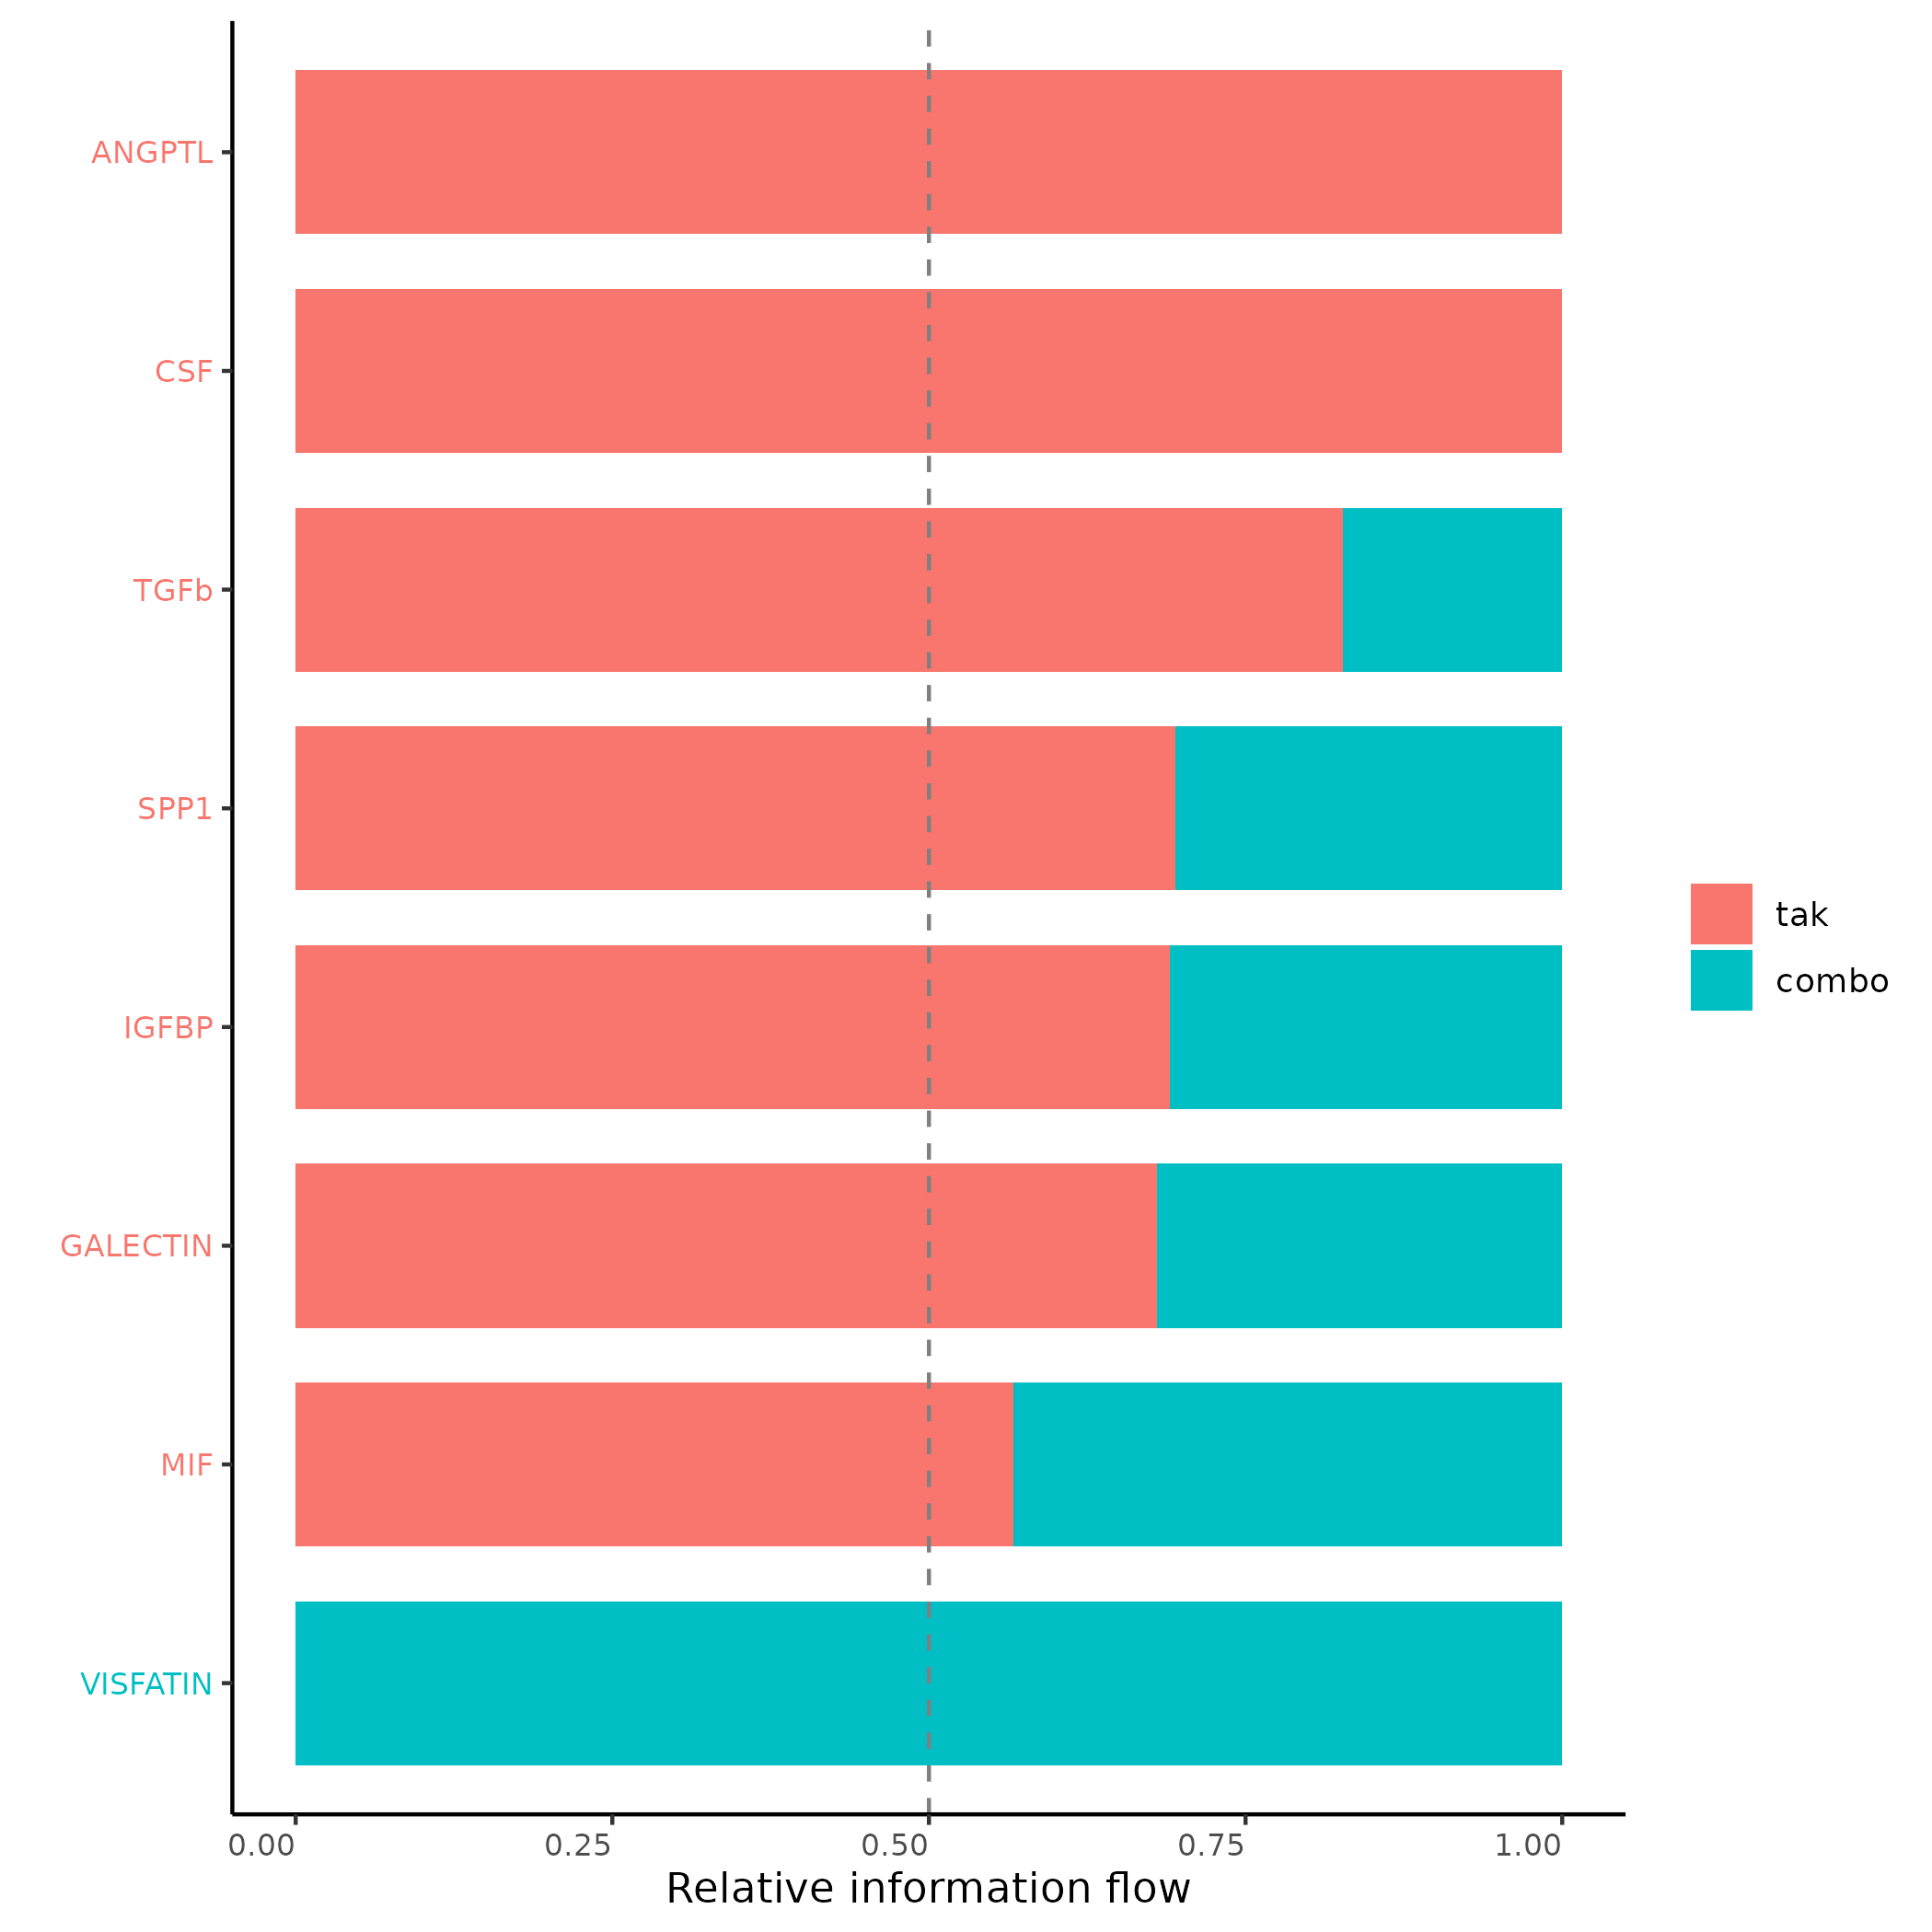 ANGPTL
CSF
TGFb
SPP1
IGFBP
GALECTIN
MIF
VISFATIN
0.00 0.25 0.50 0.75 1.00
Relative information flow
tak
combo